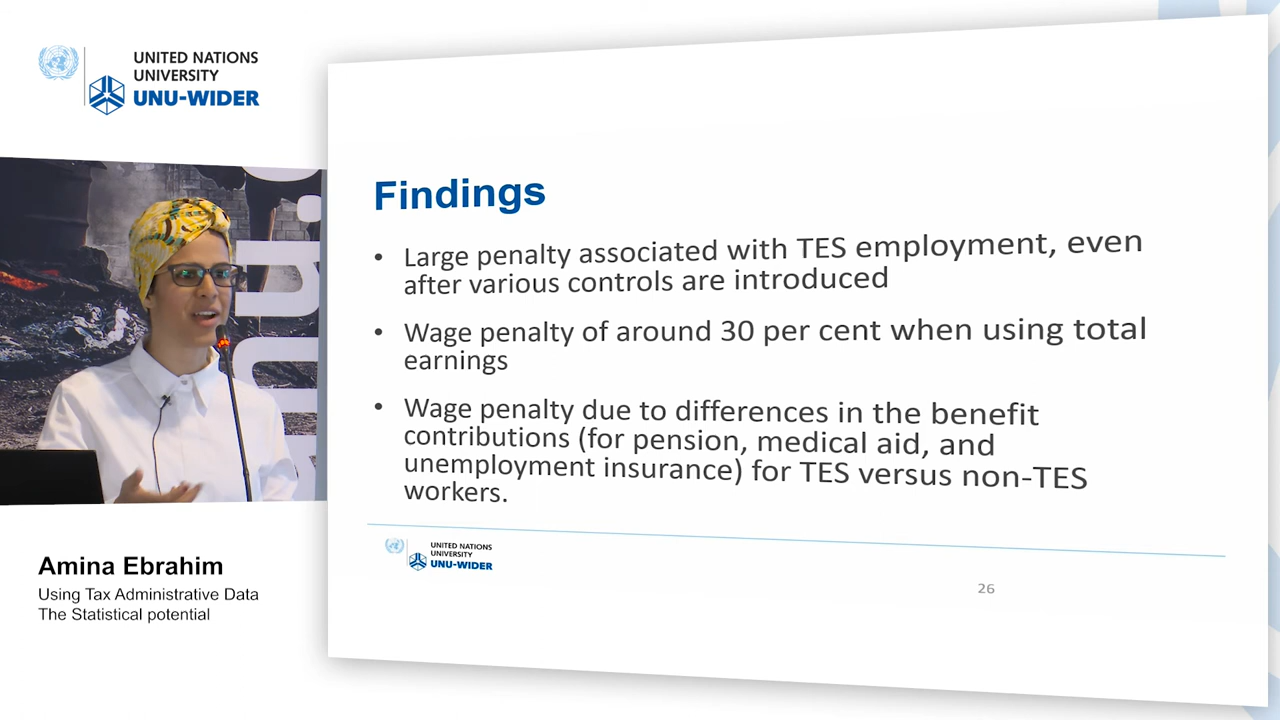 UNITED NATIONS
UNIVERSITY
UNU-WIDER
Amina Ebrahim
Using Tax Administrative Data
The Statistical potential
Findings
• Large penalty associated with TES employment, even
after various controls are introduced
• Wage penalty of around 30 per cent when using total
earnings
• Wage penalty due to differences in the benefit
contributions (for pension, medical aid, and
unemployment insurance) for TES versus non-TES
workers.
UNITED NATIONS
UNIVERSITY
UNU-WIDER
26